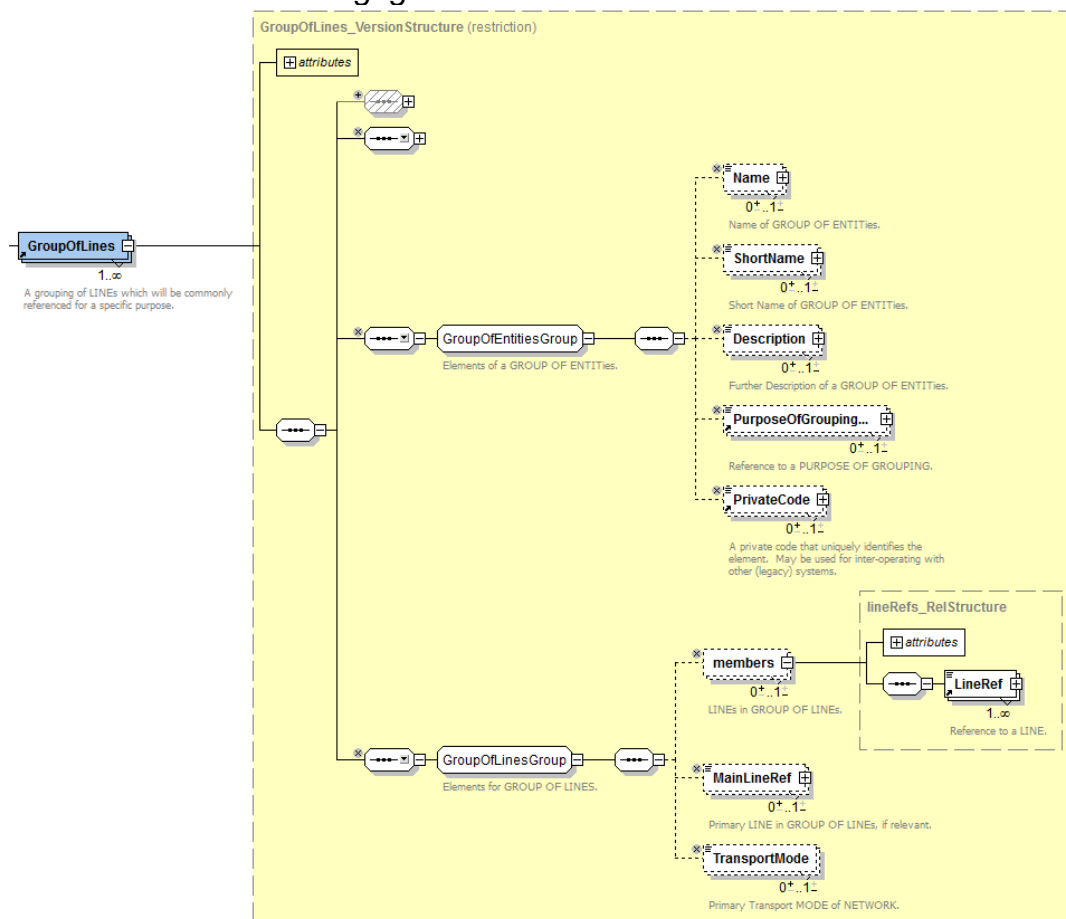 GroupOfLines_VersionStructure (restriction)
attributes
Name
0+..1+
Name of GROUP OF ENTITies.
GroupOfLines
1..∞
A grouping of LINEs which will be commonly
referenced for a specific purpose.
ShortName
0+..1+
Short Name of GROUP OF ENTITies.
GroupOfEntitiesGroup
Elements of a GROUP OF ENTITies.
Description
0+..1+
Further Description of a GROUP OF ENTITies.
PurposeOfGrouping...
0+..1+
Reference to a PURPOSE OF GROUPING.
PrivateCode
0+..1+
A private code that uniquely identifies the
element. May be used for inter-operating with
other (legacy) systems.
lineRefs_RelStructure
attributes
members
0+..1+
LINEs in GROUP OF LINEs.
LineRef
1..∞
Reference to a LINE.
GroupOfLinesGroup
Elements for GROUP OF LINES.
MainLineRef
0+..1+
Primary LINE in GROUP OF LINEs, if relevant.
TransportMode
0+..1+
Primary Transport MODE of NETWORK.